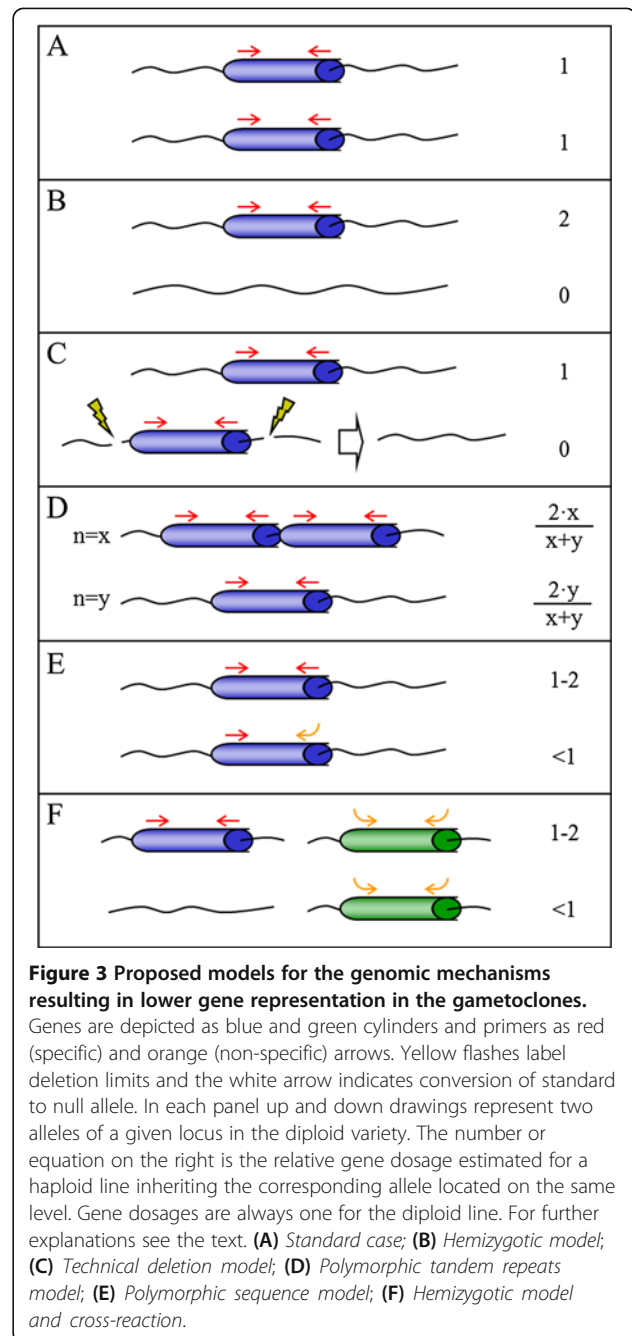 A
1
1
B
2
0
C
1
0
D
n=x
2·x
x+y
n=y
2·y
x+y
E
1-2
<1
F
1-2
<1
Figure 3 Proposed models for the genomic mechanisms
resulting in lower gene representation in the gametoclones.
Genes are depicted as blue and green cylinders and primers as red
(specific) and orange (non-specific) arrows. Yellow flashes label
deletion limits and the white arrow indicates conversion of standard
to null allele. In each panel up and down drawings represent two
alleles of a given locus in the diploid variety. The number or
equation on the right is the relative gene dosage estimated for a
haploid line inheriting the corresponding allele located on the same
level. Gene dosages are always one for the diploid line. For further
explanations see the text. (A) Standard case; (B) Hemizygotic model;
(C) Technical deletion model; (D) Polymorphic tandem repeats
model; (E) Polymorphic sequence model; (F) Hemizygotic model
and cross-reaction.